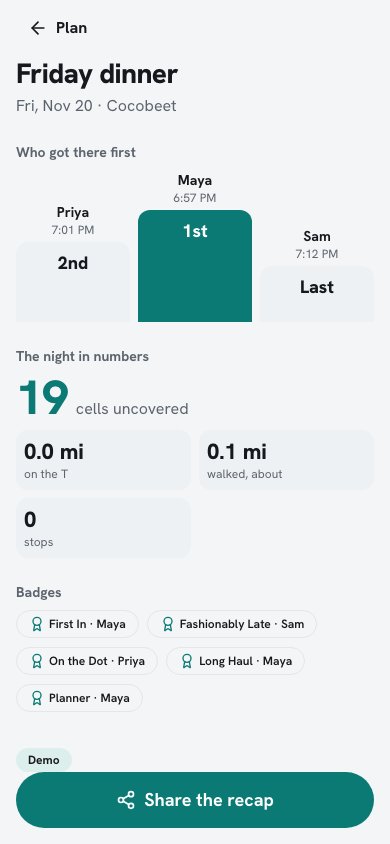 Plan
Friday dinner
Fri, Nov 20 · Cocobeet
Who got there first
Maya
6:57 PM
1st
Priya
7:01 PM
2nd
Sam
7:12 PM
Last
The night in numbers
19 cells uncovered
0.0 mi
on the T
0.1 mi
walked, about
0
stops
Badges
First In · Maya
Fashionably Late · Sam
On the Dot · Priya
Long Haul · Maya
Planner · Maya
Demo
Share the recap